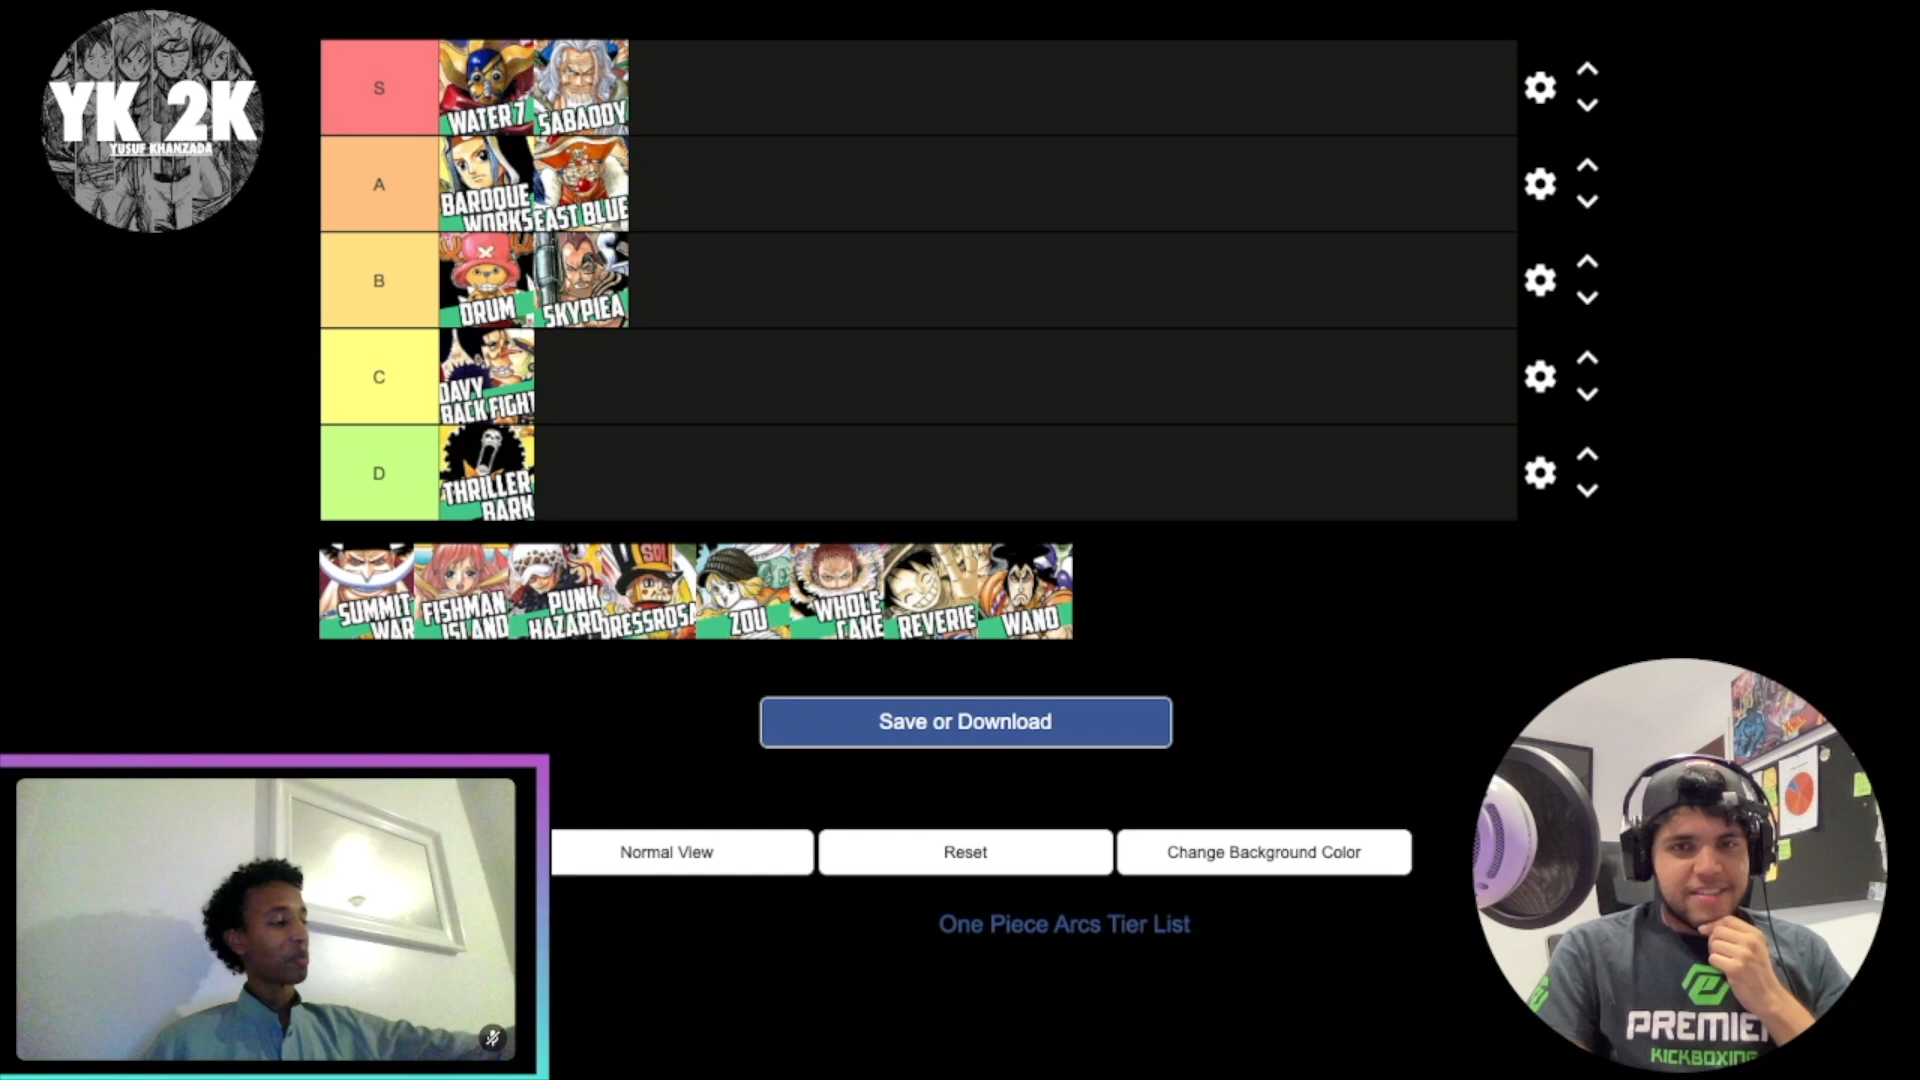 YK 2K
YUSUF KHANZADA
S
WATER 7
SABAODY
A
BAROQUE
WORKS
EAST BLUE
B
DRUM
SKYPIEA
C
DAVY
BACK FIGHT
D
THRILLER
BARK
SUMMIT
WAR
FISHMAN
ISLAND
PUNK
HAZARD
DRESSROSA
ZOU
WHOLE
CAKE
REVERIE
WANO
Save or Download
Normal View
Reset
Change Background Color
One Piece Arcs Tier List
PREMIE
KICKBOXING